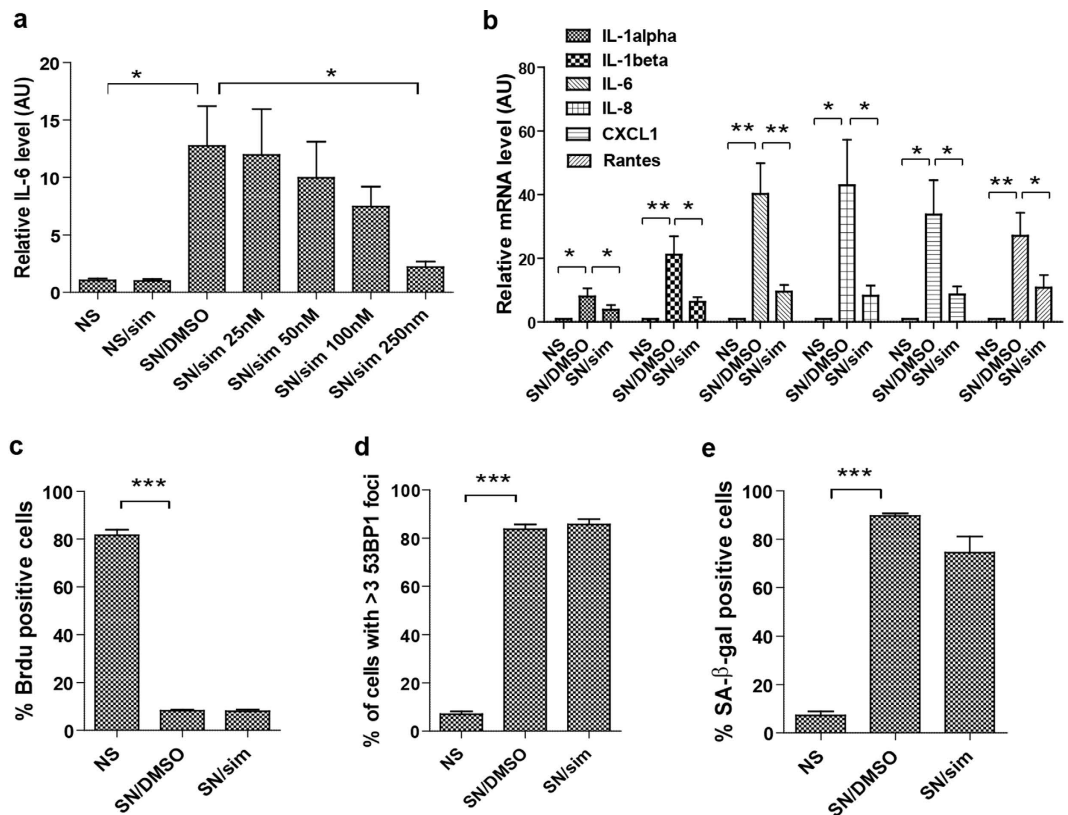 a
Relative IL-6 level (AU)
20
15
10
5
0
*
*
NS
NS/sim
SN/DMSO
SN/sim 25nM
SN/sim 50nM
SN/sim 100nM
SN/sim 250nm
b
IL-1alpha
IL-1beta
IL-6
IL-8
CXCL1
Rantes
Relative mRNA level (AU)
80
60
40
20
0
* *
** *
** **
* *
* *
** *
NS
SN/DMSO
SN/sim
NS
SN/DMSO
SN/sim
NS
SN/DMSO
SN/sim
NS
SN/DMSO
SN/sim
NS
SN/DMSO
SN/sim
NS
SN/DMSO
SN/sim
c
% Brdu positive cells
100
80
60
40
20
0
***
NS
SN/DMSO
SN/sim
d
% of cells with >3 53BP1 foci
100
80
60
40
20
0
***
NS
SN/DMSO
SN/sim
e
% SA-β-gal positive cells
100
80
60
40
20
0
***
NS
SN/DMSO
SN/sim